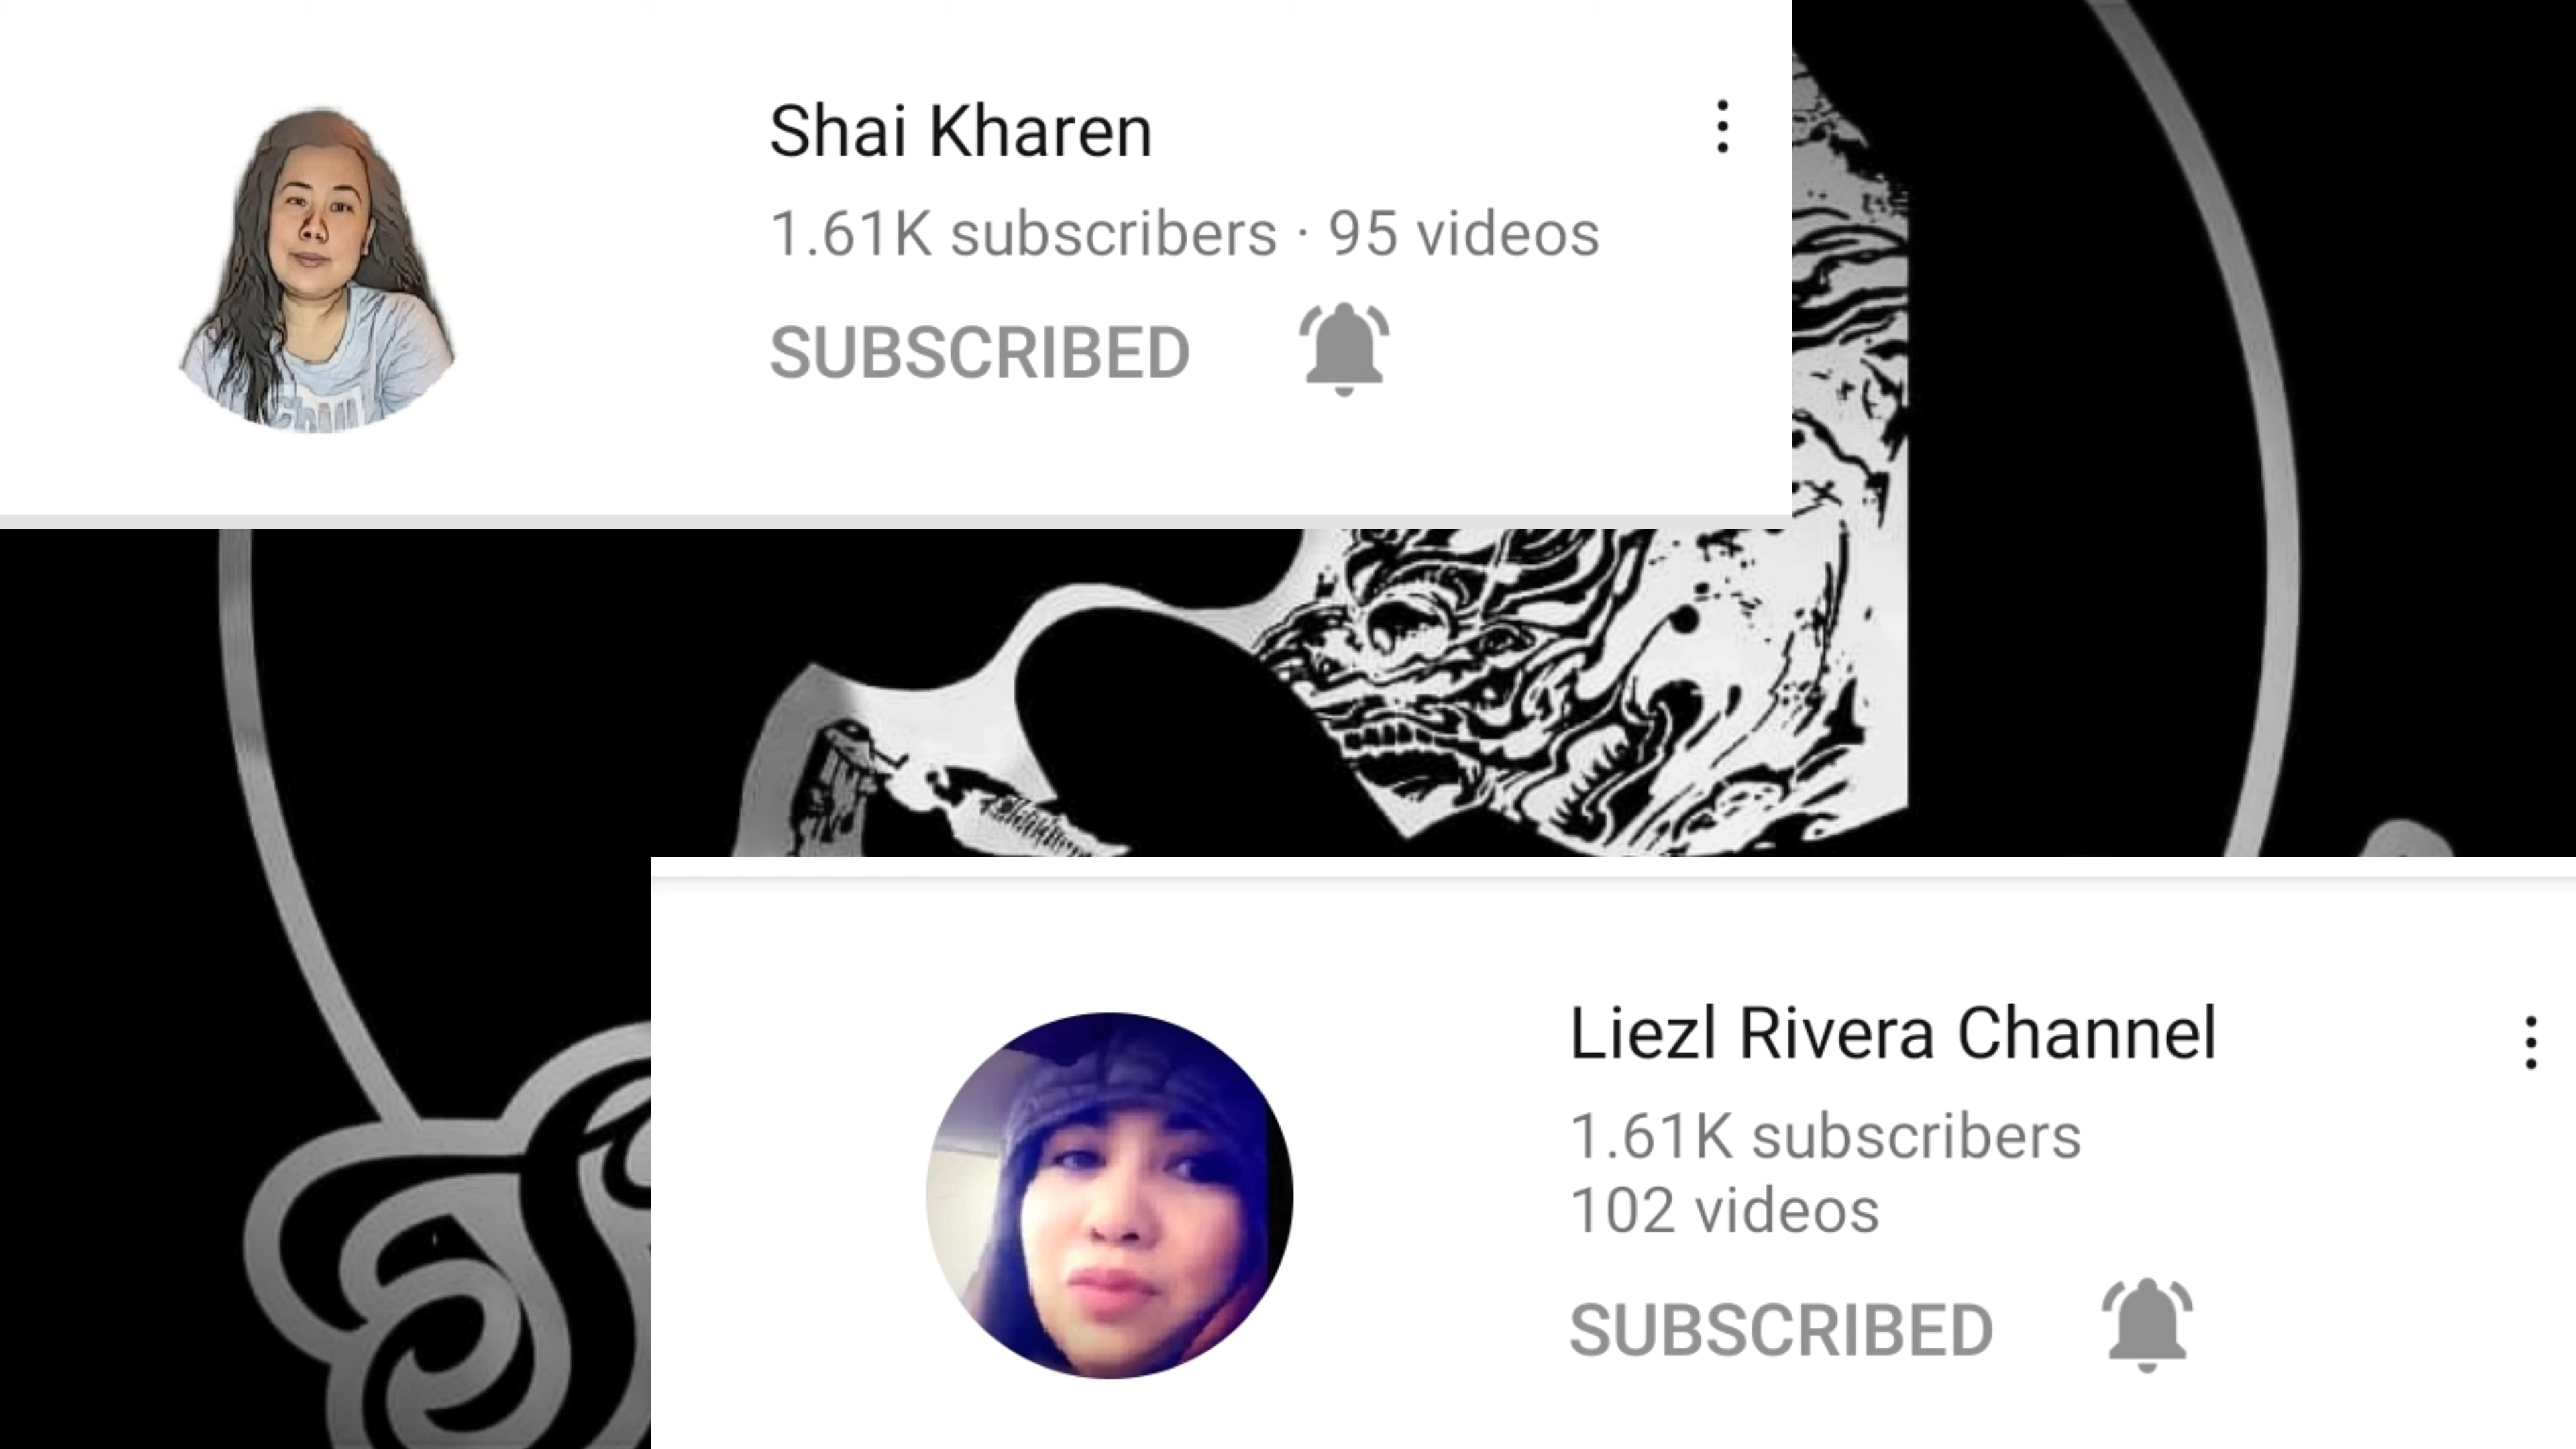 Shai Kharen
1.61K subscribers · 95 videos
SUBSCRIBED
Liezl Rivera Channel
1.61K subscribers
102 videos
SUBSCRIBED